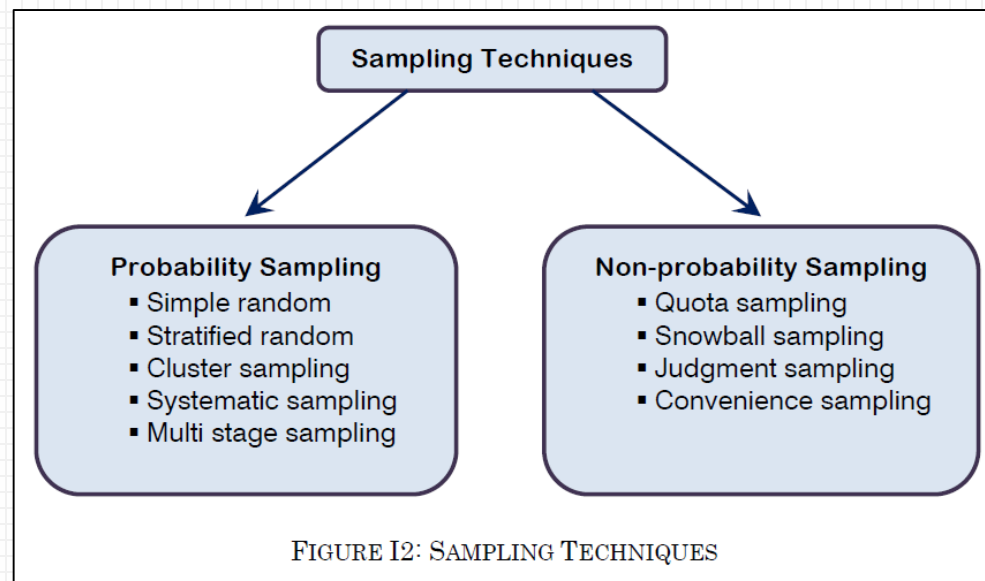 Sampling Techniques
Probability Sampling
▪ Simple random
▪ Stratified random
▪ Cluster sampling
▪ Systematic sampling
▪ Multi stage sampling
Non-probability Sampling
▪ Quota sampling
▪ Snowball sampling
▪ Judgment sampling
▪ Convenience sampling
FIGURE I2: SAMPLING TECHNIQUES